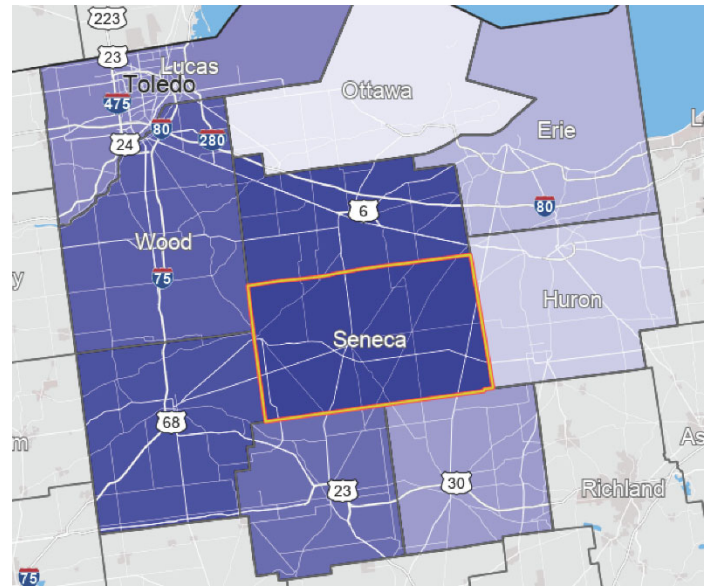 223
23
Lucas
Toledo
475
80
280
24
Ottawa
Erie
L
6
80
Wood
75
y
Huron
Seneca
68
m
As
23
30
Richland
75